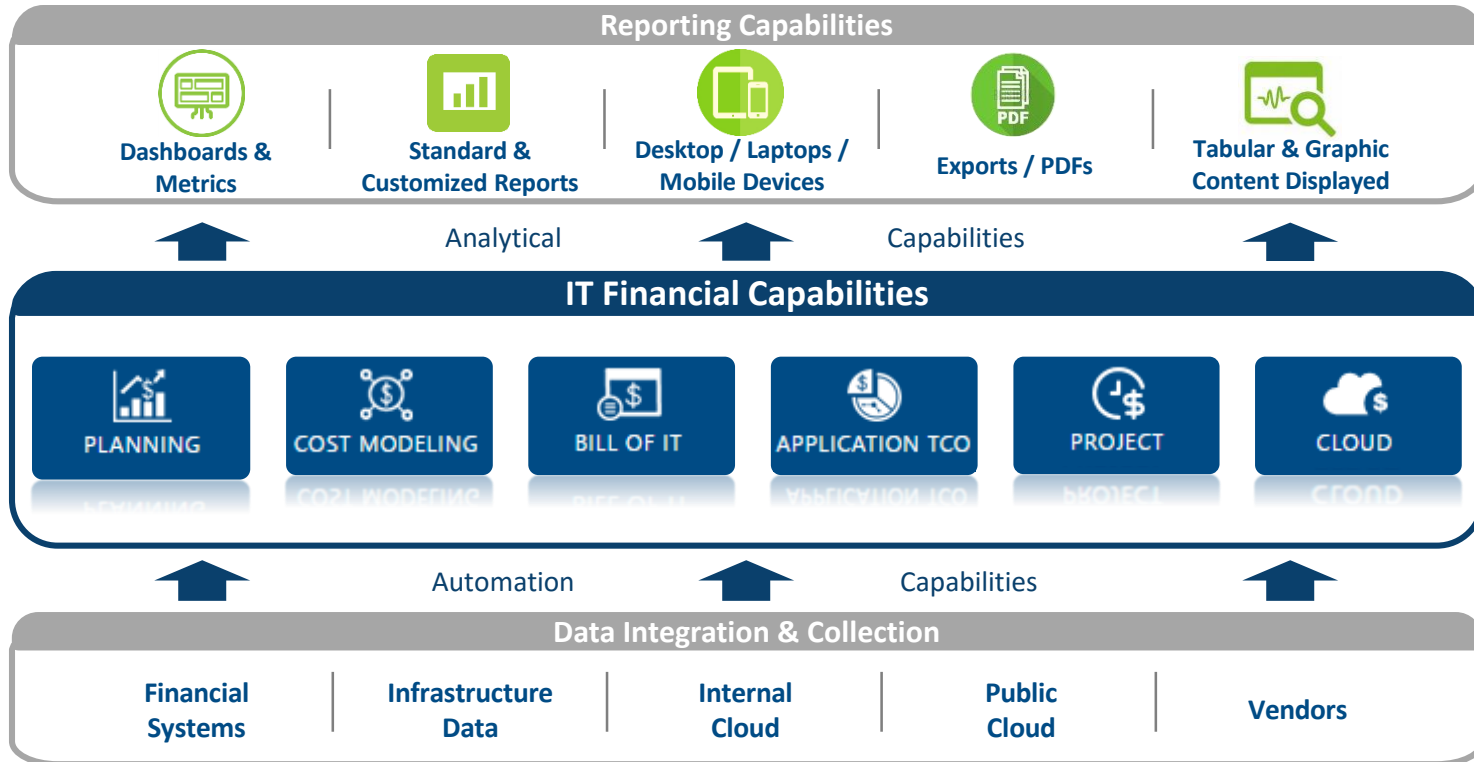 Reporting Capabilities
Dashboards &
Metrics
Standard &
Customized Reports
Desktop / Laptops /
Mobile Devices
PDF
Exports / PDFs
Tabular & Graphic
Content Displayed
Analytical Capabilities
IT Financial Capabilities
$
PLANNING
$
COST MODELING
$
BILL OF IT
$
APPLICATION TCO
$
PROJECT
$
CLOUD
Automation Capabilities
Data Integration & Collection
Financial
Systems
Infrastructure
Data
Internal
Cloud
Public
Cloud
Vendors